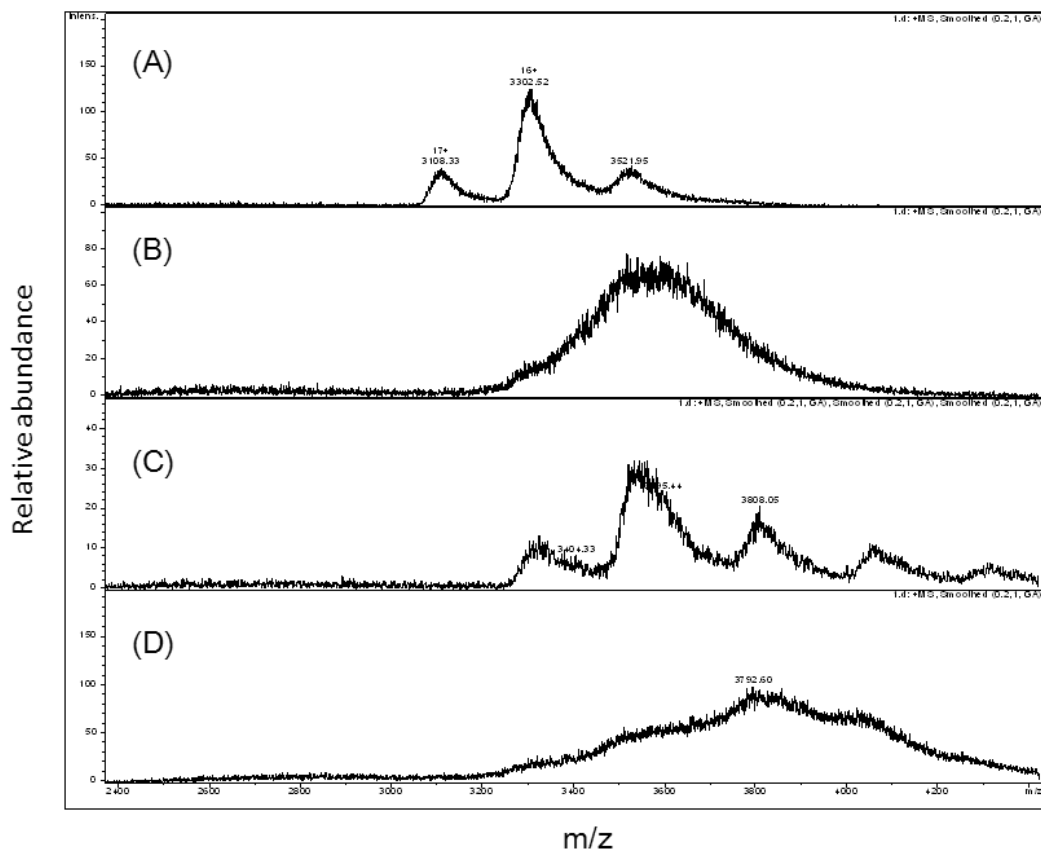 Relative abundance
Intens.
1.d: +MS, Smoothed (0.2,1, GA)
(A)
150
100
50
0
17+
3108.33
16+
3302.52
3521.95
1.d: +MS, Smoothed (0.2,1, GA)
(B)
80
60
40
20
0
1.d: +MS, Smoothed (0.2,1, GA), Smoothed (0.2,1, GA), Smoothed (0.2,1, GA)
(C)
40
30
20
10
0
3404.33
3808.05
1.d: +MS, Smoothed (0.2,1, GA)
(D)
150
100
50
0
3792.60
2400 2600 2800 3000 3200 3400 3600 3800 4000 4200 m/z
m/z